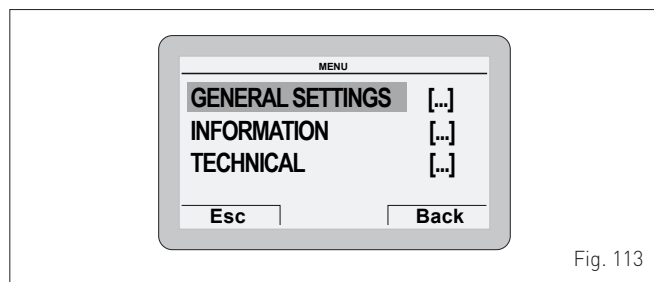 MENU
GENERAL SETTINGS [...]
INFORMATION [...]
TECHNICAL [...]
Esc Back
Fig. 113